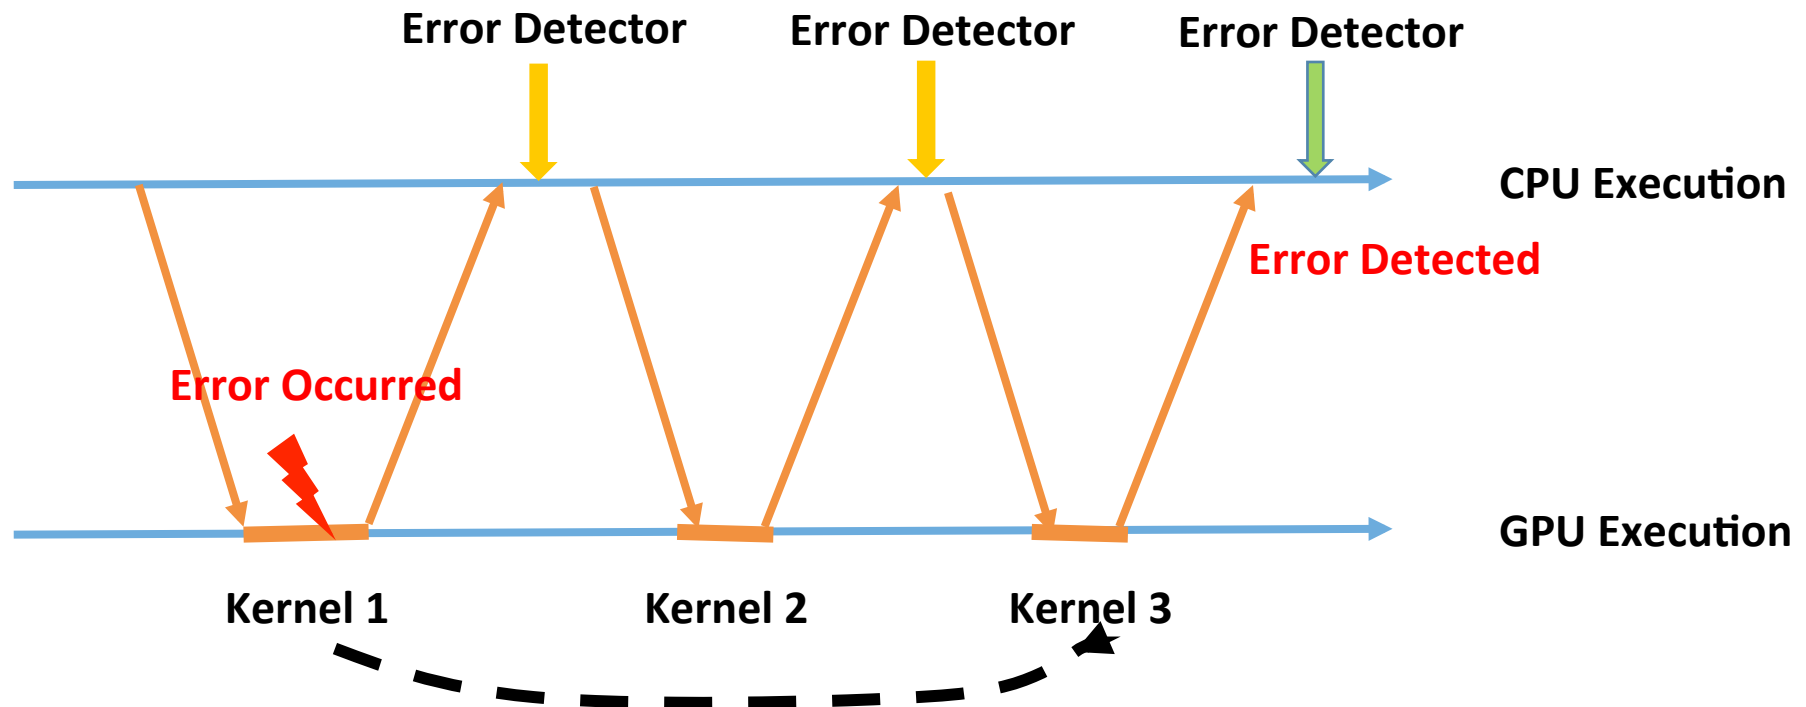 Error Detector
Error Detector
Error Detector
CPU Execution
Error Detected
Error Occurred
GPU Execution
Kernel 1
Kernel 2
Kernel 3